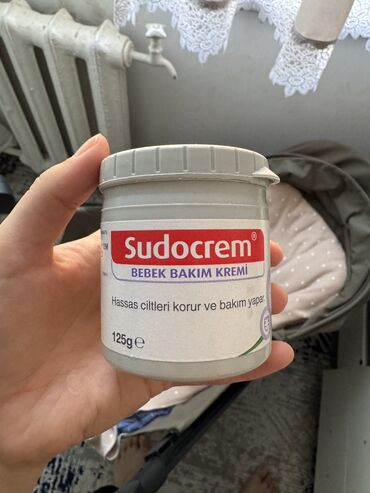 Sudocrem®
BEBEK BAKIM KREMİ
Hassas ciltleri korur ve bakım yapar.
125g ℮